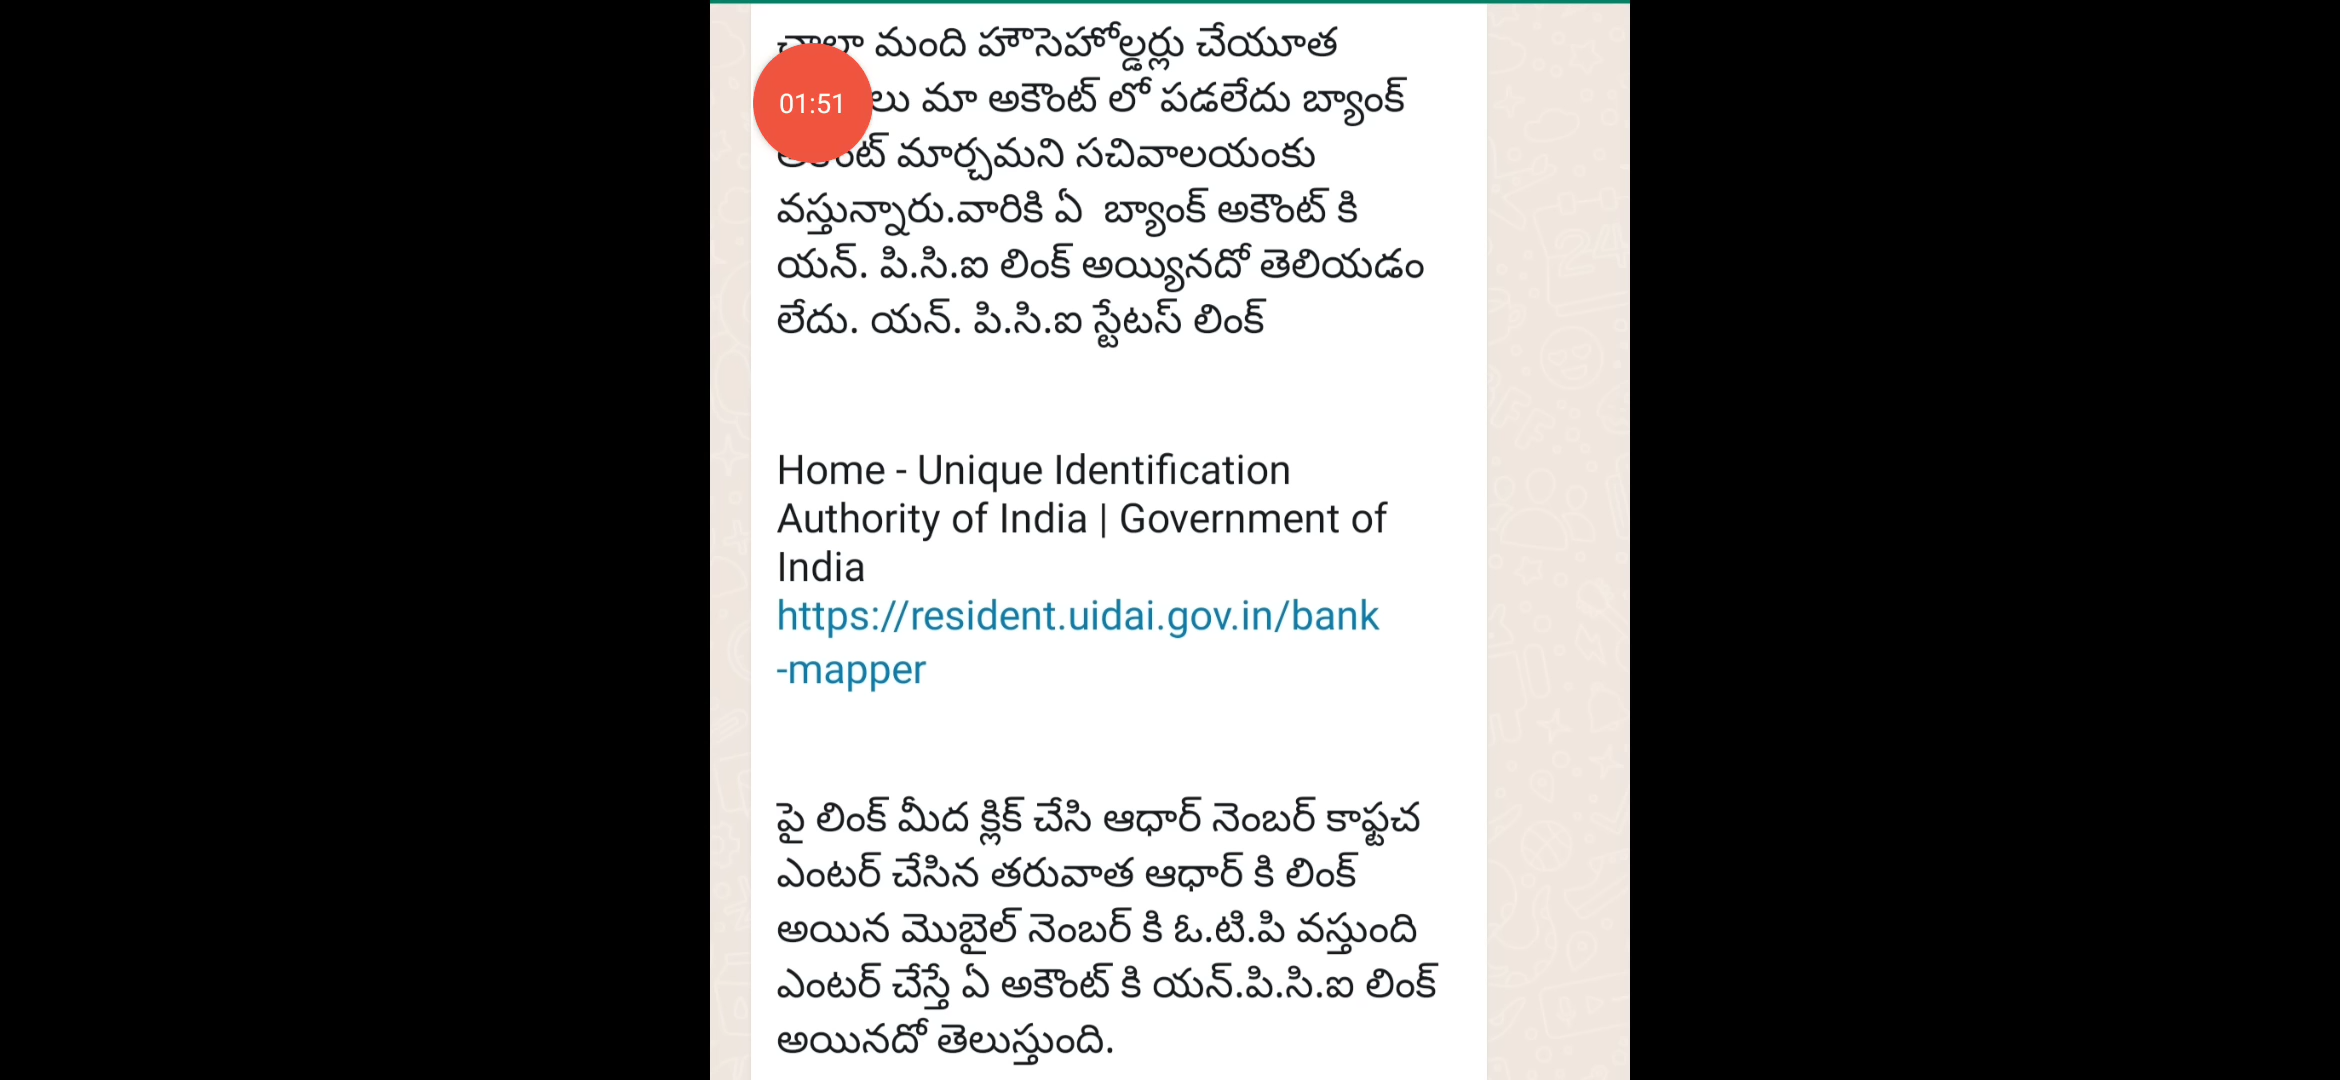 మంది హౌసెహోల్డర్లు చేయూత
01:51
లు మా అకౌంట్ లో పడలేదు బ్యాంక్
మార్చమని సచివాలయంకు
వస్తున్నారు.వారికి ఏ బ్యాంక్ అకౌంట్ కి
యన్. పి.సి.ఐ లింక్ అయ్యినదో తెలియడం
లేదు. యన్. పి.సి.ఐ స్టేటస్ లింక్
Home - Unique Identification
Authority of India | Government of
India
https://resident.uidai.gov.in/bank
-mapper
పై లింక్ మీద క్లిక్ చేసి ఆధార్ నెంబర్ కాప్టచ
ఎంటర్ చేసిన తరువాత ఆధార్ కి లింక్
అయిన మొబైల్ నెంబర్ కి ఓ.టి.పి వస్తుంది
ఎంటర్ చేస్తే ఏ అకౌంట్ కి యన్.పి.సి.ఐ లింక్
అయినదో తెలుస్తుంది.